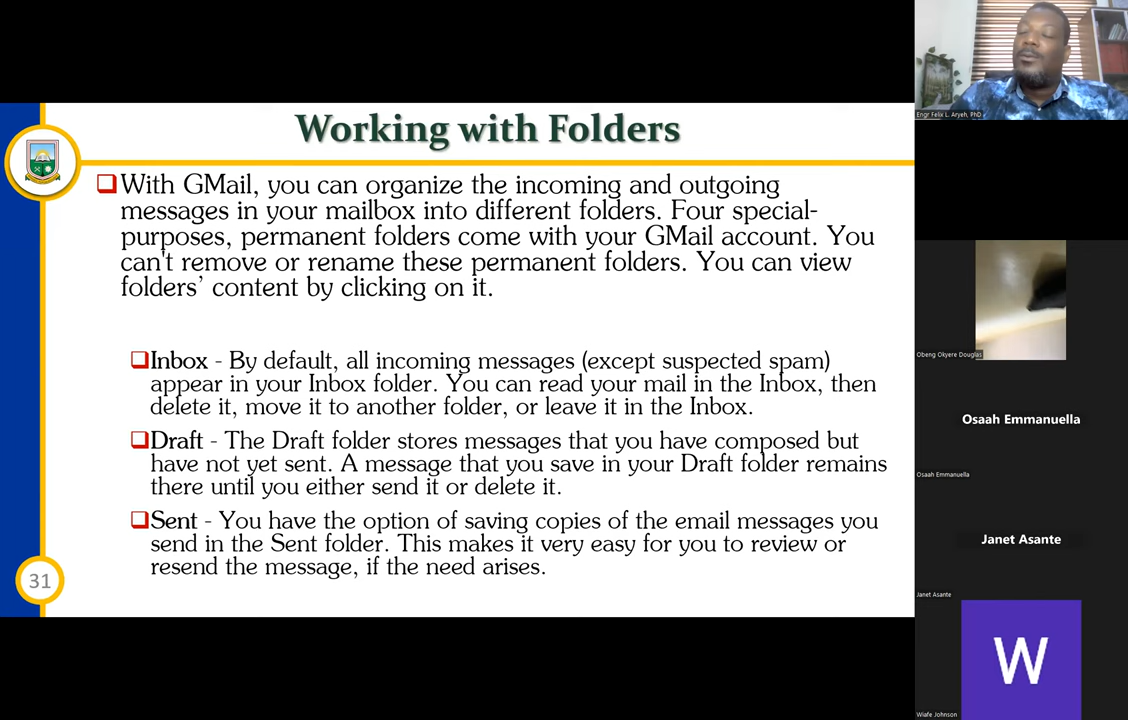 Working with Folders
With GMail, you can organize the incoming and outgoing
messages in your mailbox into different folders. Four special-
purposes, permanent folders come with your GMail account. You
can't remove or rename these permanent folders. You can view
folders’ content by clicking on it.
Inbox - By default, all incoming messages (except suspected spam)
appear in your Inbox folder. You can read your mail in the Inbox, then
delete it, move it to another folder, or leave it in the Inbox.
Draft - The Draft folder stores messages that you have composed but
have not yet sent. A message that you save in your Draft folder remains
there until you either send it or delete it.
Sent - You have the option of saving copies of the email messages you
send in the Sent folder. This makes it very easy for you to review or
resend the message, if the need arises.
31
Engr Felix L. Aryeh, PhD
Obeng Okyere Douglas
Osaah Emmanuella
Osaah Emmanuella
Janet Asante
Janet Asante
W
Wiafe Johnson